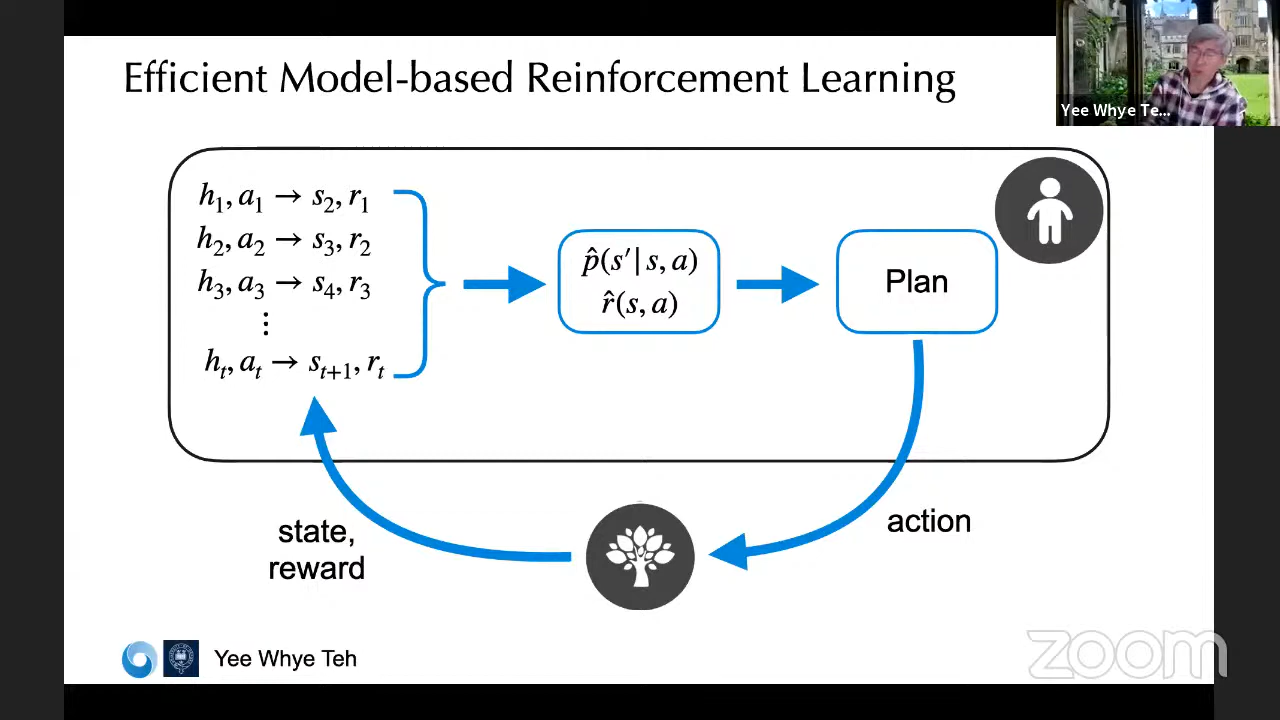 Efficient Model-based Reinforcement Learning
Yee Whye Te...
h₁, a₁ → s₂, r₁
h₂, a₂ → s₃, r₂
h₃, a₃ → s₄, r₃
⋮
hₜ, aₜ → sₜ₊₁, rₜ
p̂(s′|s, a)
r̂(s, a)
Plan
state,
reward
action
Yee Whye Teh
zoom